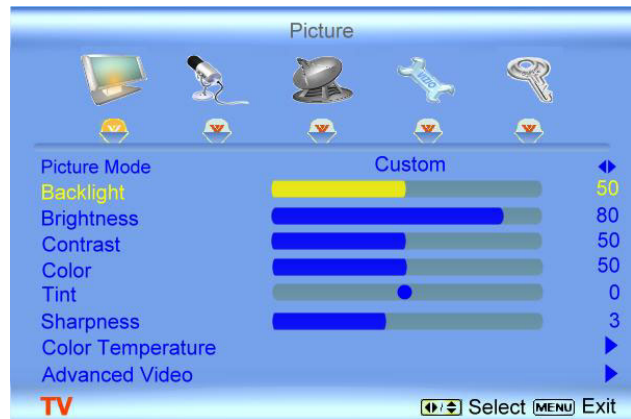 Picture
VIZIO
Picture Mode Custom
Backlight 50
Brightness 80
Contrast 50
Color 50
Tint 0
Sharpness 3
Color Temperature
Advanced Video
TV Select MENU Exit